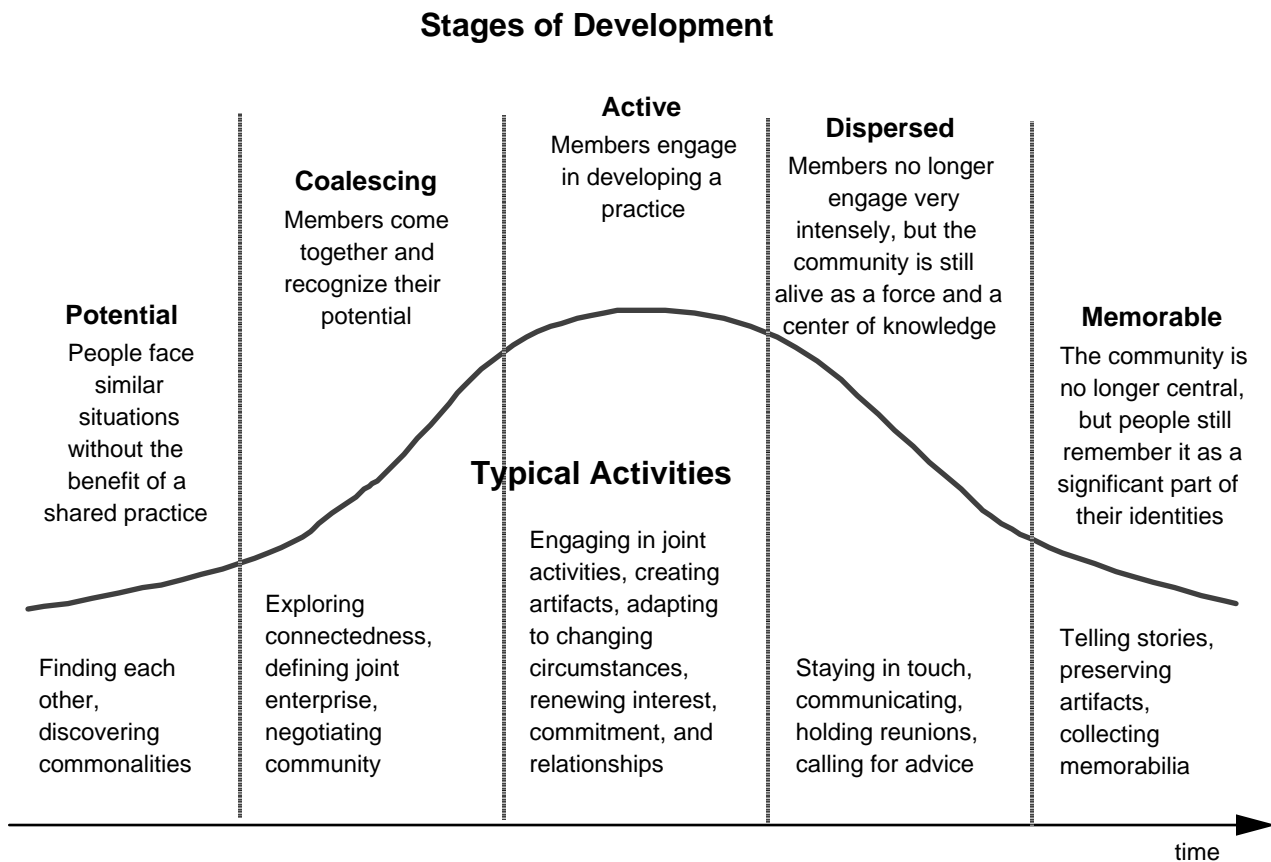 Stages of Development
Potential
People face
similar
situations
without the
benefit of a
shared practice
Coalescing
Members come
together and
recognize their
potential
Active
Members engage
in developing a
practice
Dispersed
Members no longer
engage very
intensely, but the
community is still
alive as a force and a
center of knowledge
Memorable
The community is
no longer central,
but people still
remember it as a
significant part of
their identities
Typical Activities
Finding each
other,
discovering
commonalities
Exploring
connectedness,
defining joint
enterprise,
negotiating
community
Engaging in joint
activities, creating
artifacts, adapting
to changing
circumstances,
renewing interest,
commitment, and
relationships
Staying in touch,
communicating,
holding reunions,
calling for advice
Telling stories,
preserving
artifacts,
collecting
memorabilia
time